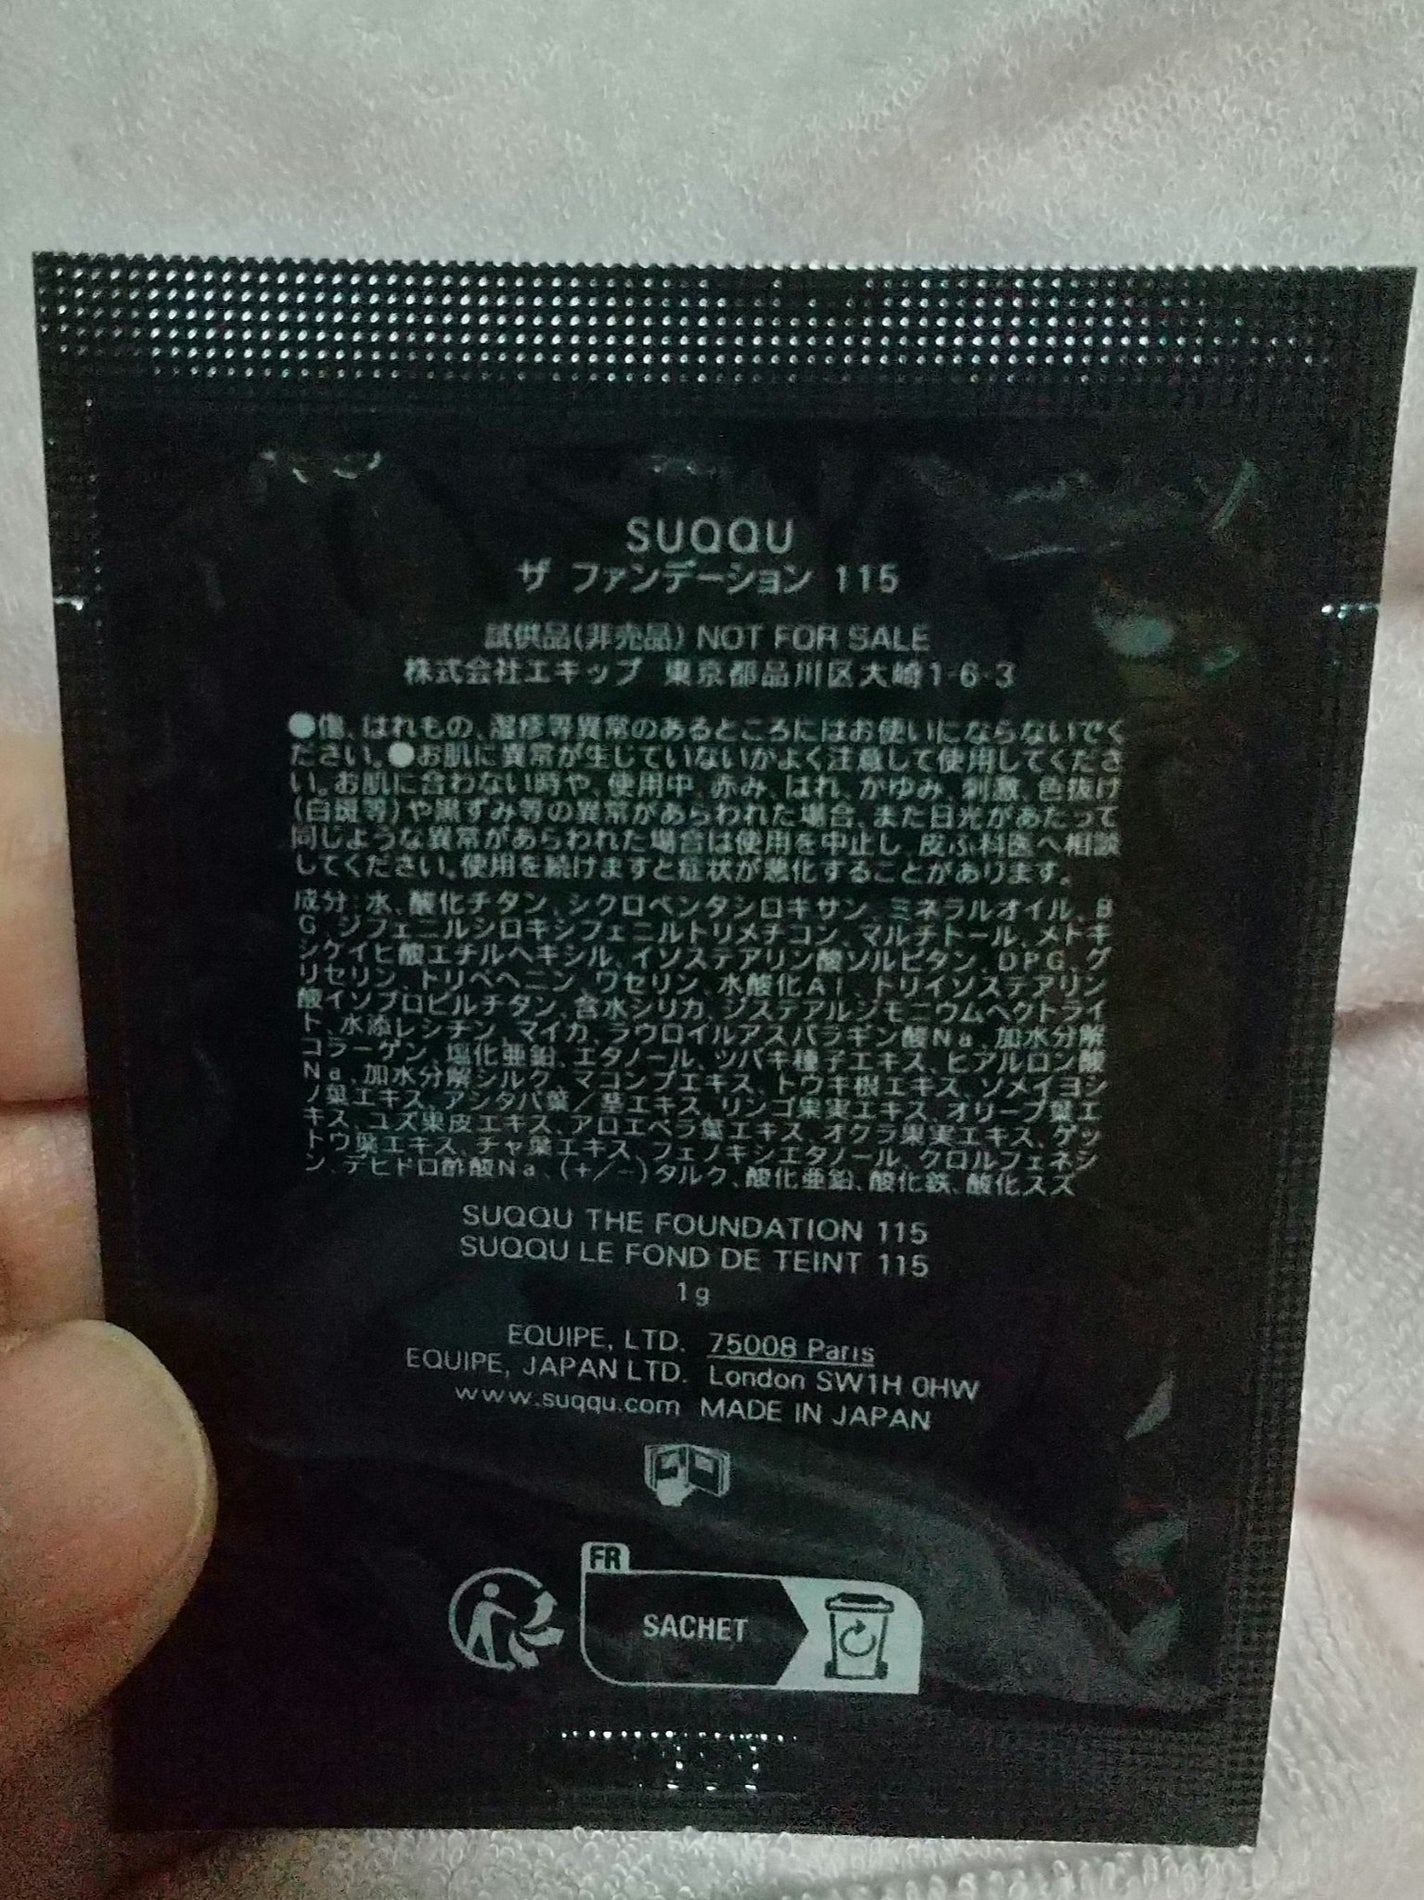 SUQQU
ザ ファンデーション 115
試供品(非売品) NOT FOR SALE
株式会社エキップ 東京都品川区大崎1-6-3
●傷、はれもの、湿疹等異常のあるところにはお使いにならないでく
ださい。●お肌に異常が生じていないかよく注意して使用してくださ
い。お肌に合わない時や、使用中、赤み、はれ、かゆみ、刺激、色抜け
(白斑等)や黒ずみ等の異常があらわれた場合、また日光があたって
同じような異常があらわれた場合は使用を中止し、皮ふ科医へ相談
してください。使用を続けますと症状が悪化することがあります。
成分:水、酸化チタン、シクロペンタシロキサン、ミネラルオイル、B
G、ジフェニルシロキシフェニルトリメチコン、マルチトール、メトキ
シケイヒ酸エチルヘキシル、イソステアリン酸ソルビタン、DPG、グ
リセリン、トリベヘニン、ワセリン、水酸化Al、トリイソステアリン
酸イソプロピルチタン、含水シリカ、ジステアルジモニウムヘクトライ
ト、水添レシチン、マイカ、ラウロイルアスパラギン酸Na、加水分解
コラーゲン、塩化亜鉛、エタノール、ツバキ種子エキス、ヒアルロン酸
Na、加水分解シルク、マコンブエキス、トウキ根エキス、ソメイヨシ
ノ葉エキス、アシタバ葉/茎エキス、リンゴ果実エキス、オリーブ葉エ
キス、ユズ果皮エキス、アロエベラ葉エキス、オクラ果実エキス、ゲッ
トウ葉エキス、チャ葉エキス、フェノキシエタノール、クロルフェネシ
ン、デヒドロ酢酸Na、(+/-)タルク、酸化亜鉛、酸化鉄、酸化スズ
SUQQU THE FOUNDATION 115
SUQQU LE FOND DE TEINT 115
1g
EQUIPE, LTD. 75008 Paris
EQUIPE, JAPAN LTD. London SW1H 0HW
www.suqqu.com MADE IN JAPAN
FR
SACHET